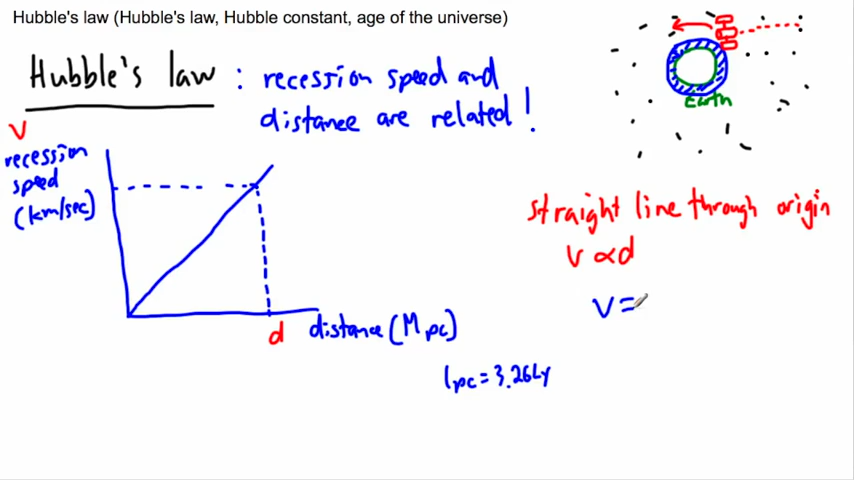 Hubble's law (Hubble's law, Hubble constant, age of the universe)
Hubble's law : recession speed and
distance are related!
Earth
v
recession
speed
(km/sec)
straight line through origin
v ∝ d
v =
d
distance (Mpc)
1pc = 3.26Ly